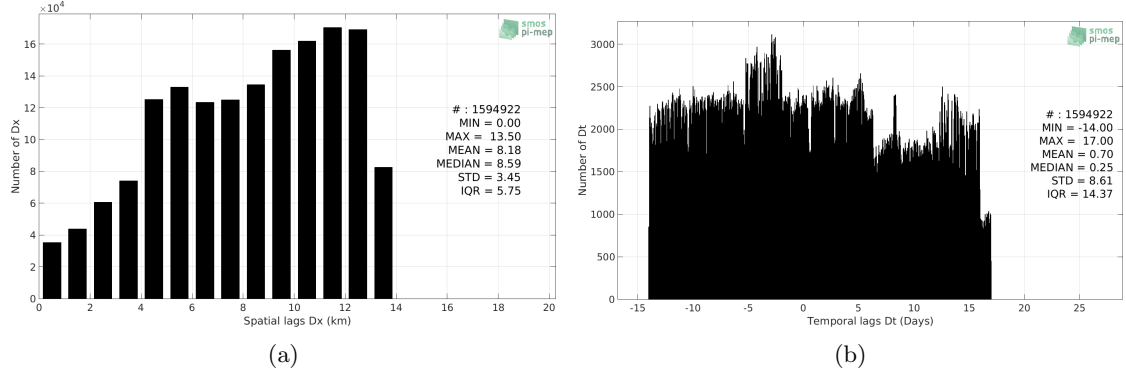 ×10⁴
18
16
14
12
10
8
6
4
2
0
Number of Dx
0 2 4 6 8 10 12 14 16 18 20
Spatial lags Dx (km)
smos
pi-mep
# : 1594922
MIN = 0.00
MAX = 13.50
MEAN = 8.18
MEDIAN = 8.59
STD = 3.45
IQR = 5.75
(a)
3000
2500
2000
1500
1000
500
0
Number of Dt
-15 -10 -5 0 5 10 15 20 25
Temporal lags Dt (Days)
smos
pi-mep
# : 1594922
MIN = -14.00
MAX = 17.00
MEAN = 0.70
MEDIAN = 0.25
STD = 8.61
IQR = 14.37
(b)